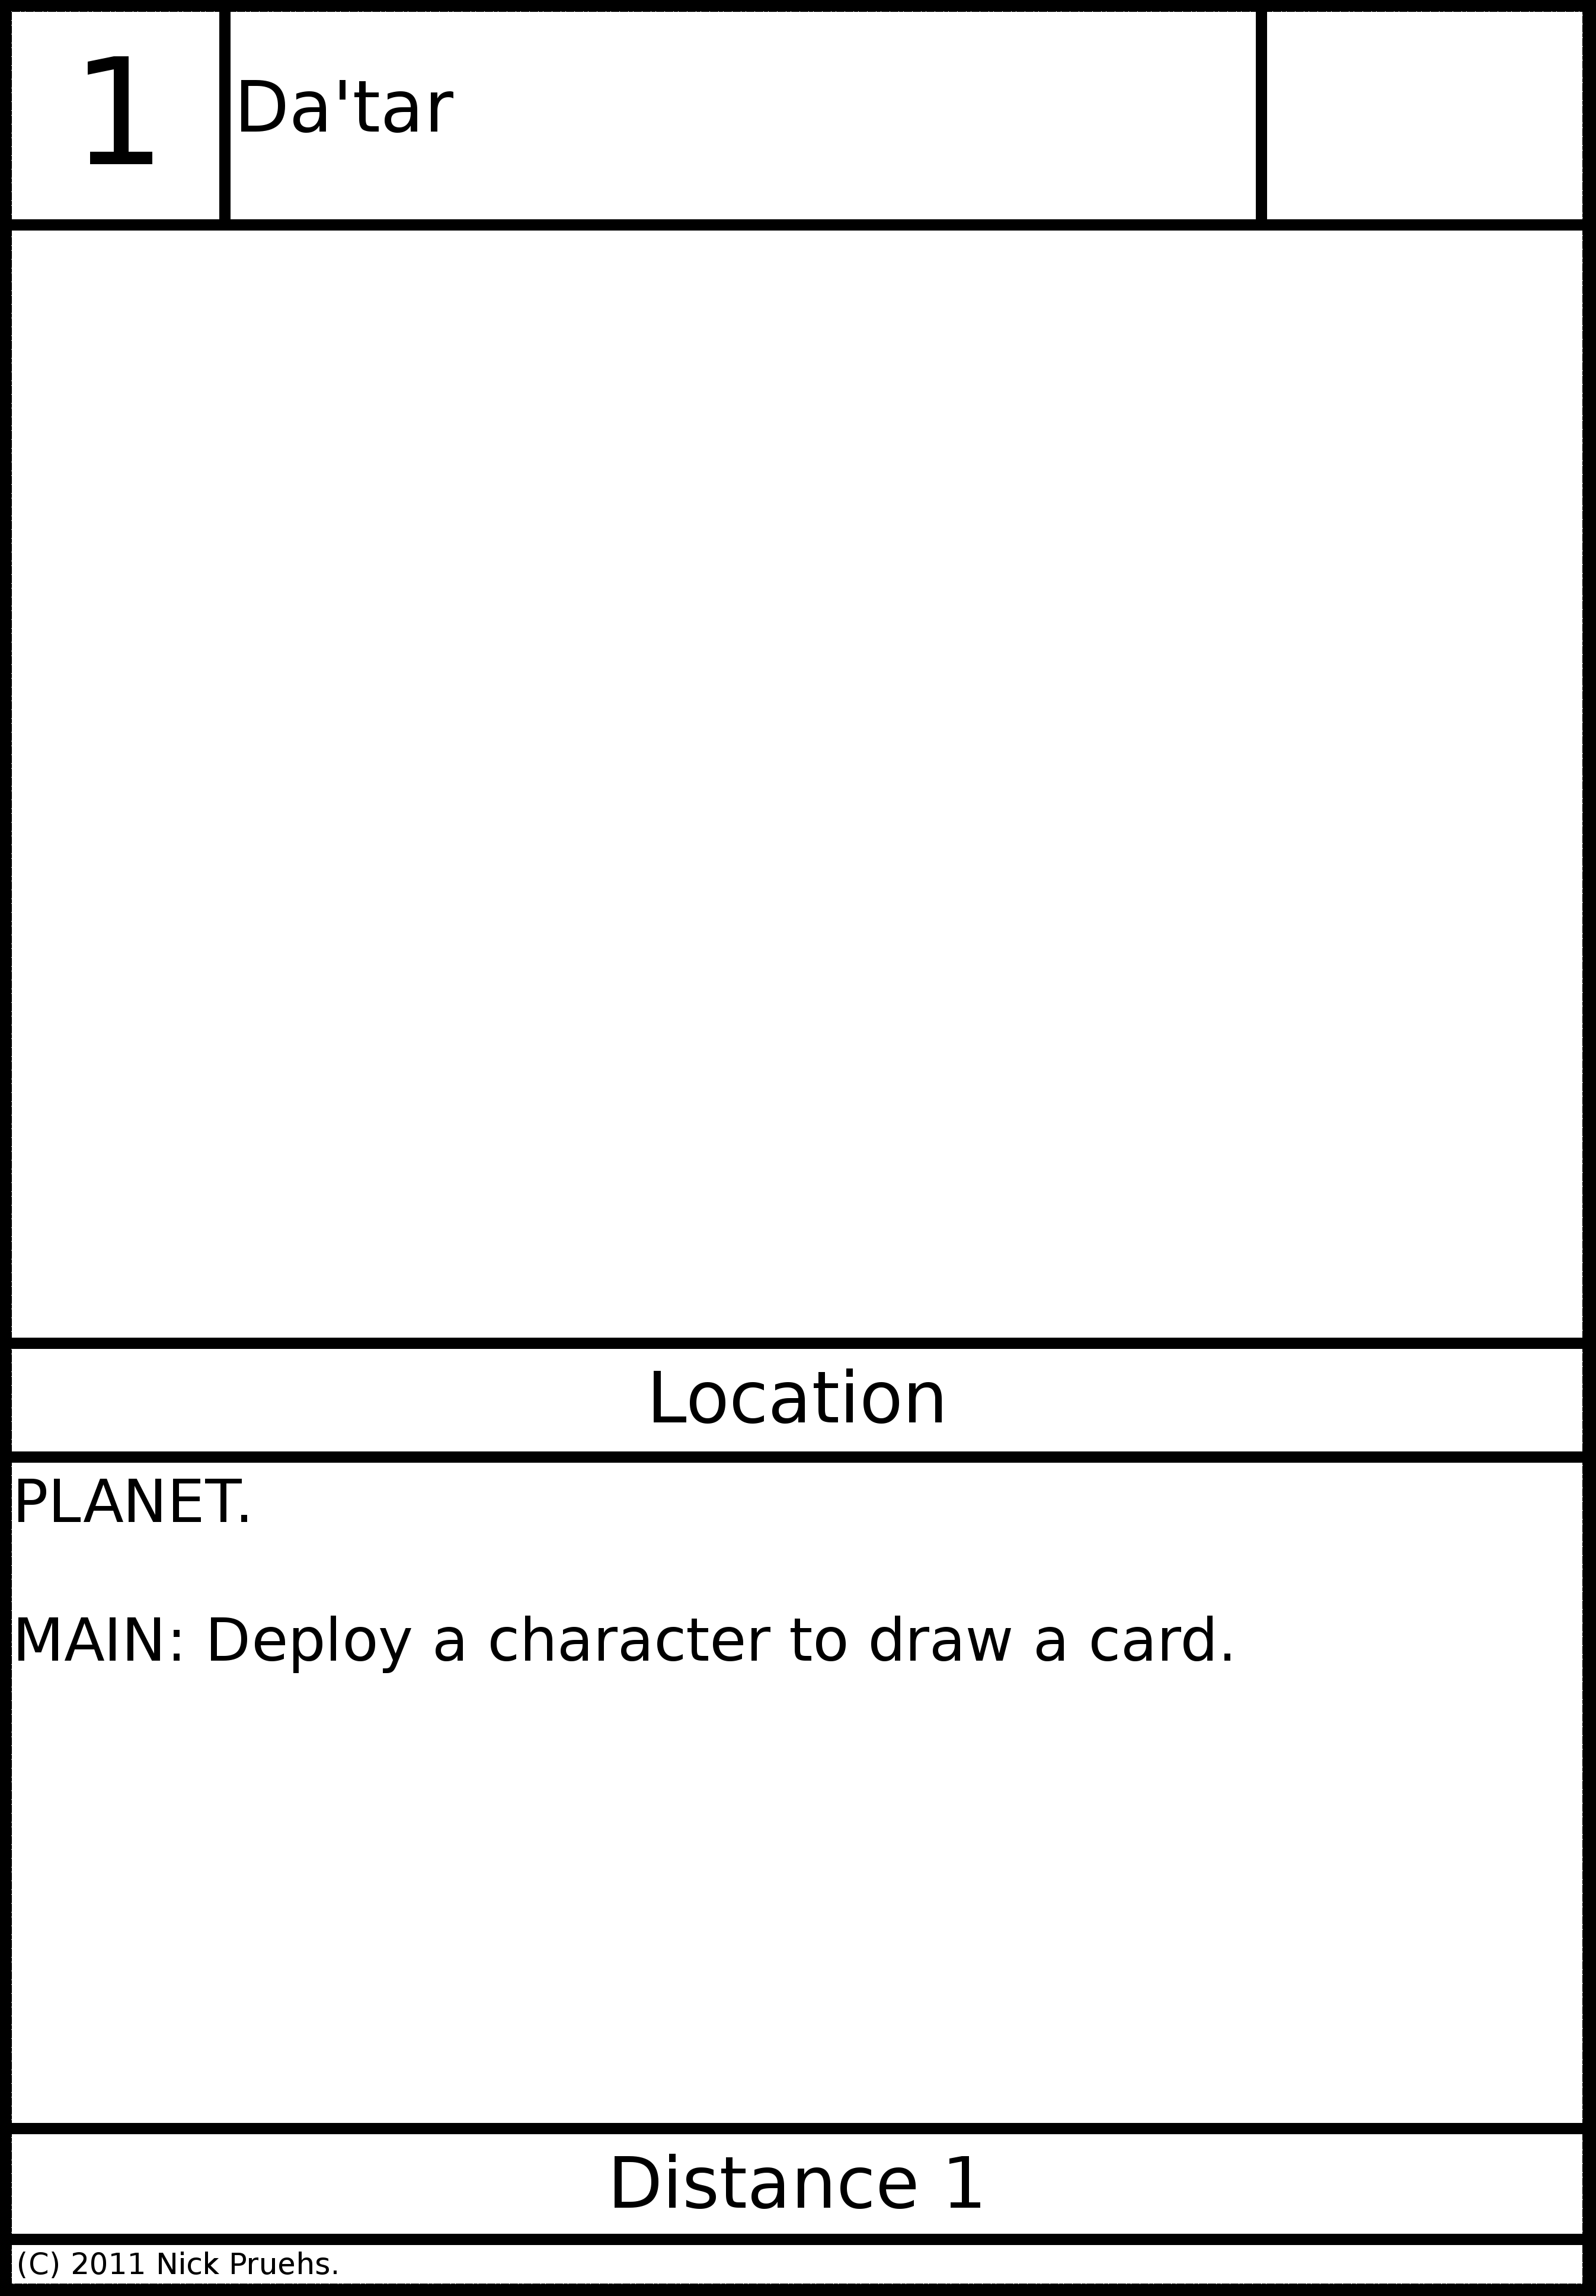 1
Da'tar
Location
PLANET.
MAIN: Deploy a character to draw a card.
Distance 1
(C) 2011 Nick Pruehs.